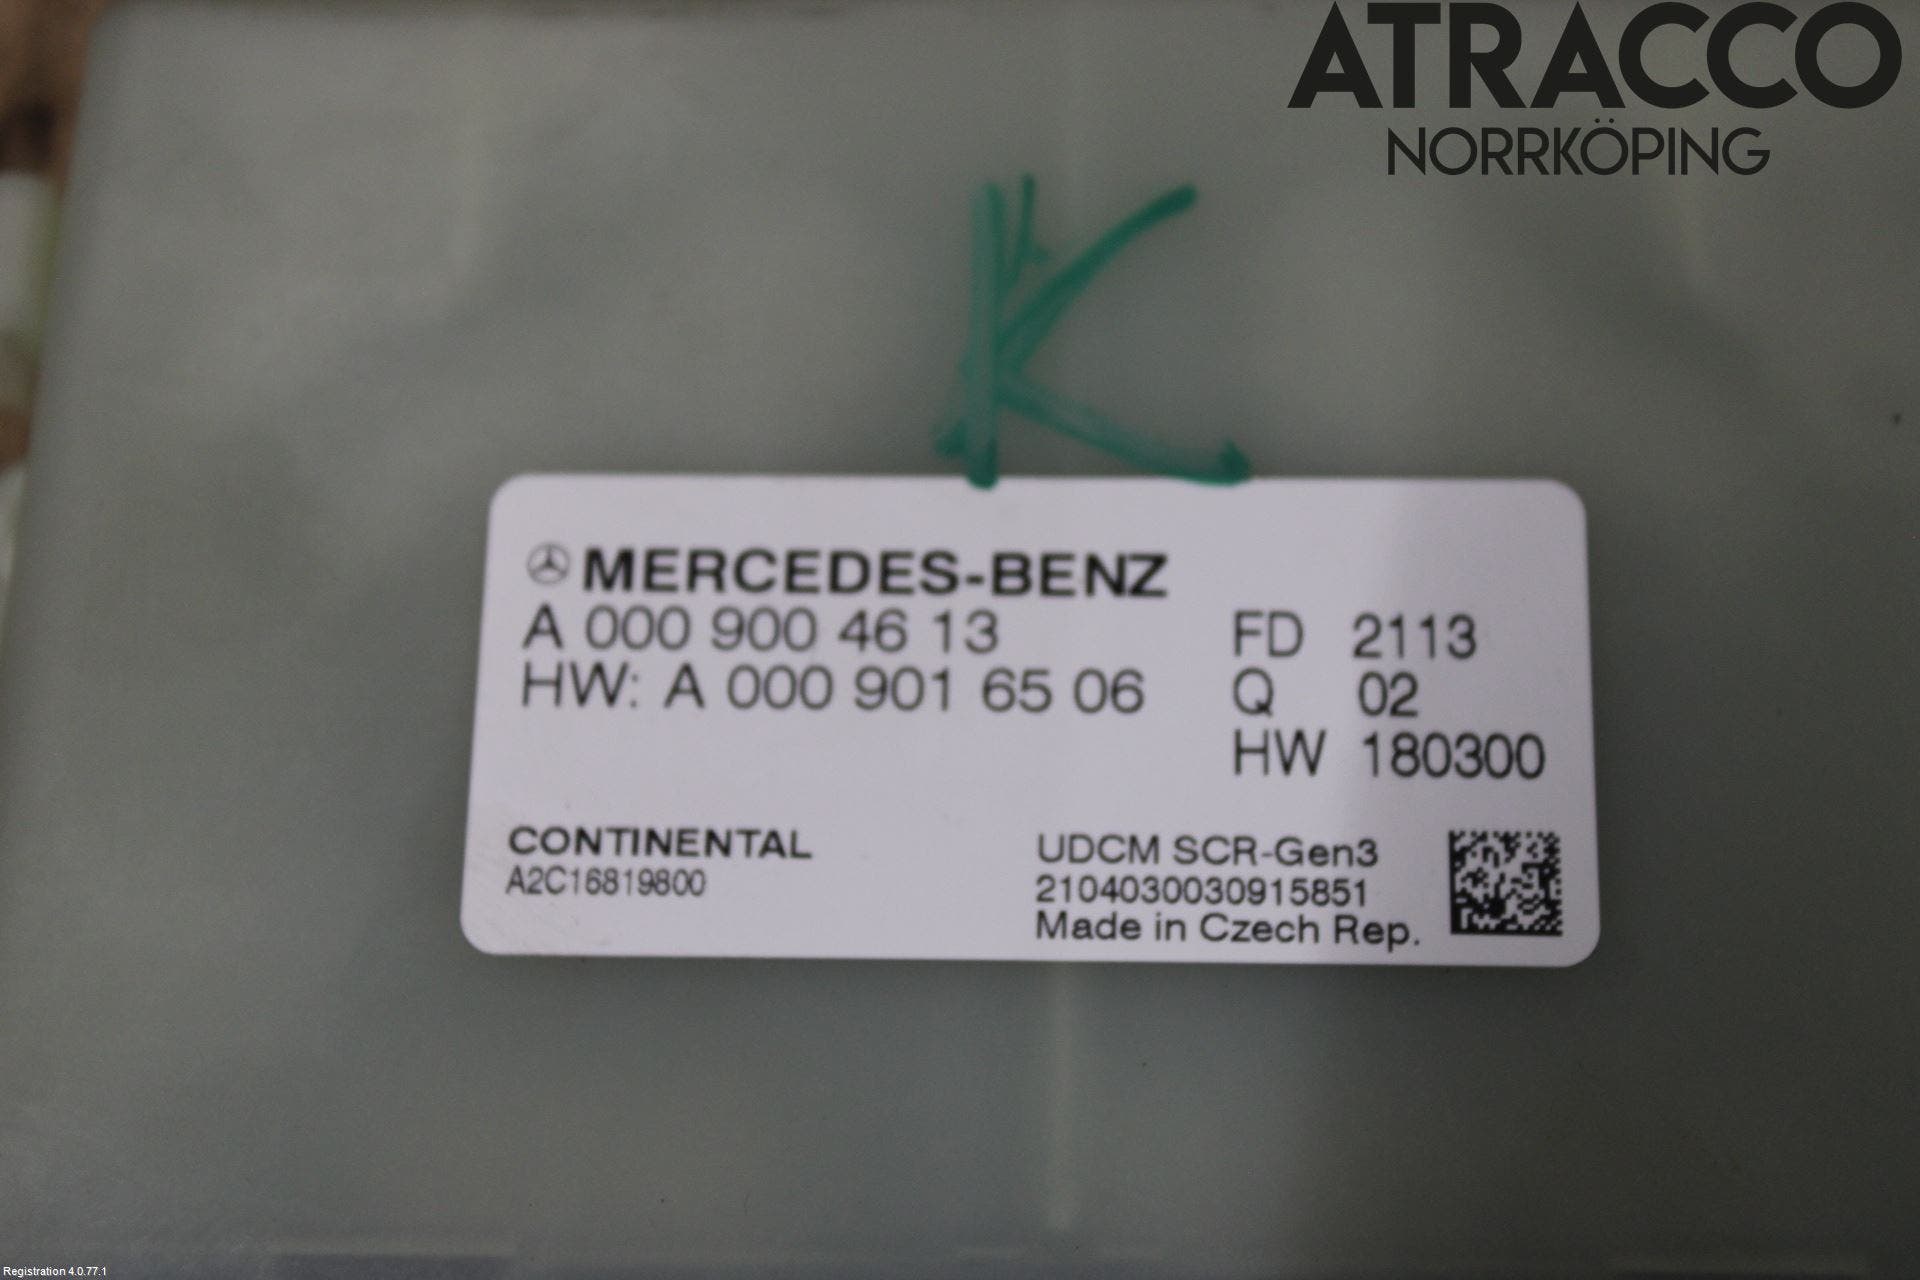 ATRACCO
NORRKÖPING
K
MERCEDES-BENZ
A 000 900 46 13
HW: A 000 901 65 06
FD 2113
Q 02
HW 180300
CONTINENTAL
A2C16819800
UDCM SCR-Gen3
2104030030915851
Made in Czech Rep.
Registration 4.0.77.1